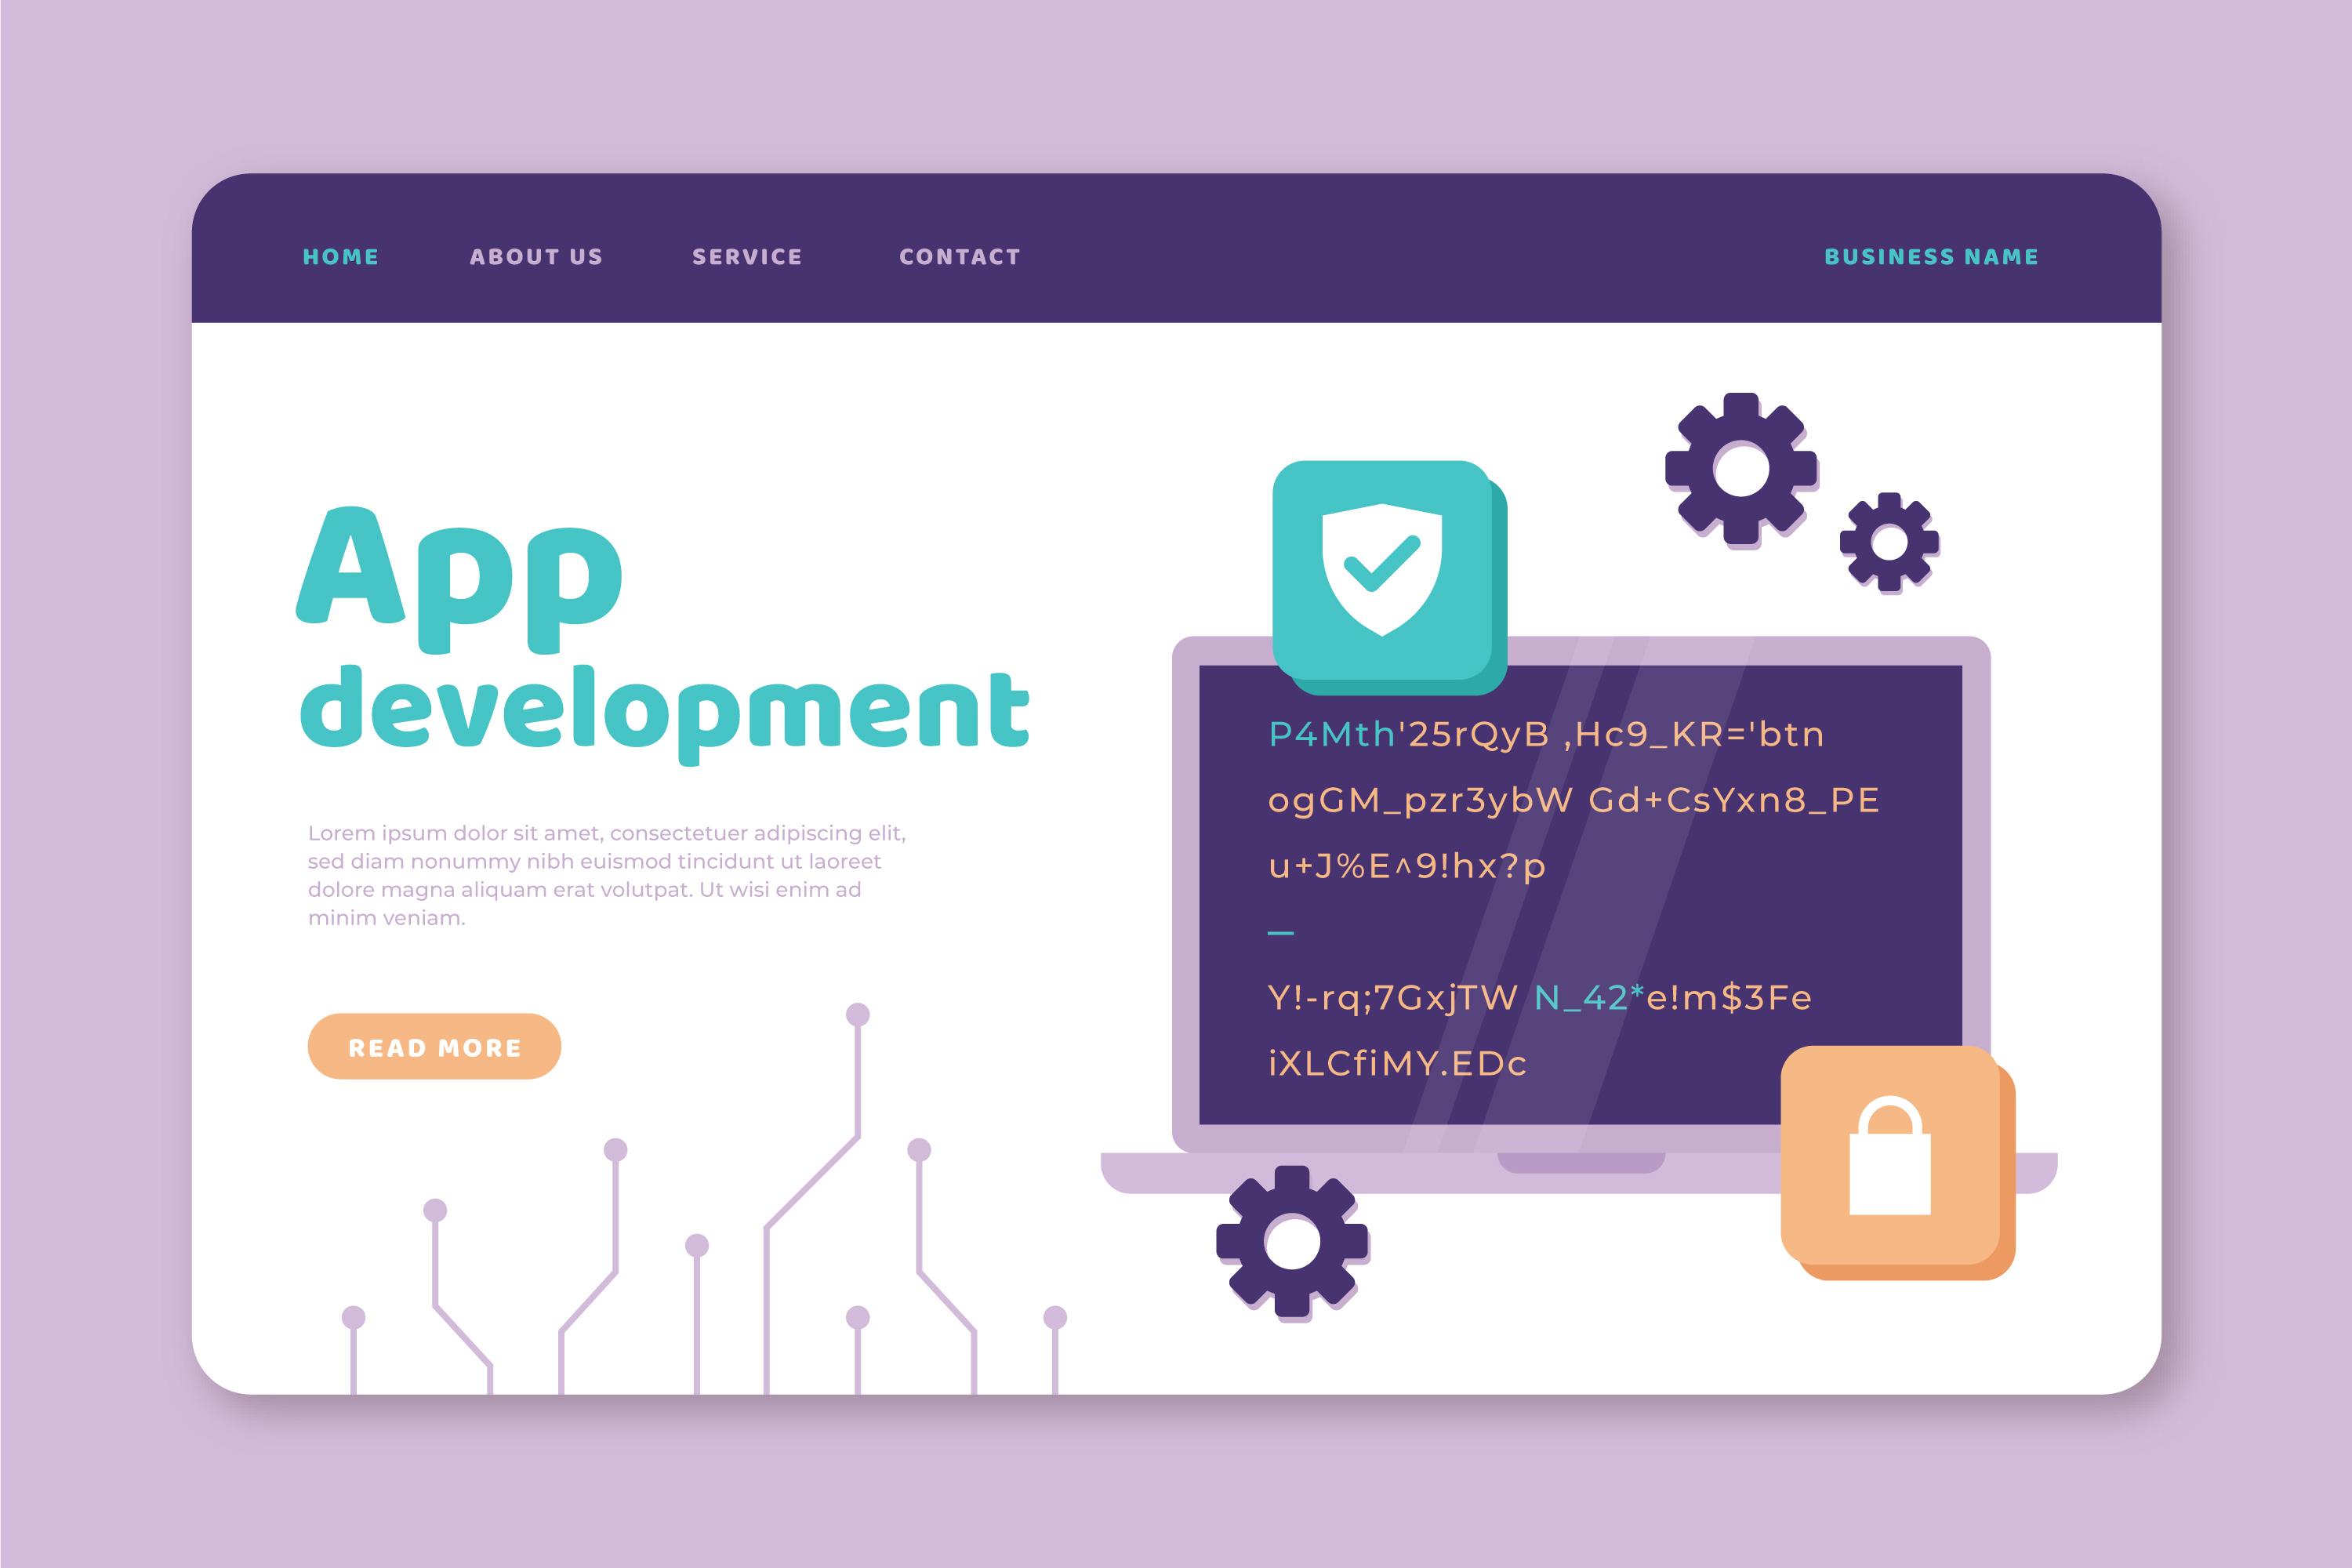 HOME ABOUT US SERVICE CONTACT BUSINESS NAME
App
development
Lorem ipsum dolor sit amet, consectetuer adipiscing elit,
sed diam nonummy nibh euismod tincidunt ut laoreet
dolore magna aliquam erat volutpat. Ut wisi enim ad
minim veniam.
READ MORE
P4Mth'25rQyB ,Hc9_KR='btn
ogGM_pzr3ybW Gd+CsYxn8_PE
u+J%E^9!hx?p
_
Y!-rq;7GxjTW N_42*e!m$3Fe
iXLCfiMY.EDc